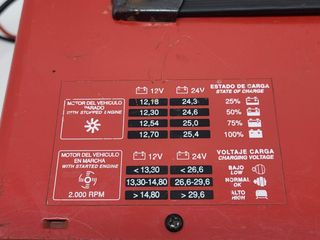 12V 24V
ESTADO DE CARGA
STATE OF CHARGE
MOTOR DEL VEHICULO
PARADO
WITH STOPPED ENGINE
12,18 24,3 25%
12,30 24,6 50%
12,54 25,0 75%
12,70 25,4 100%
MOTOR DEL VEHICULO
EN MARCHA
WITH STARTED ENGINE
2.000 RPM
12V 24V
VOLTAJE CARGA
CHARGING VOLTAGE
< 13,30 < 26,6 BAJO
LOW
13,30-14,80 26,6-29,6 NORMAL
OK
> 14,80 > 29,6 ALTO
HIGH